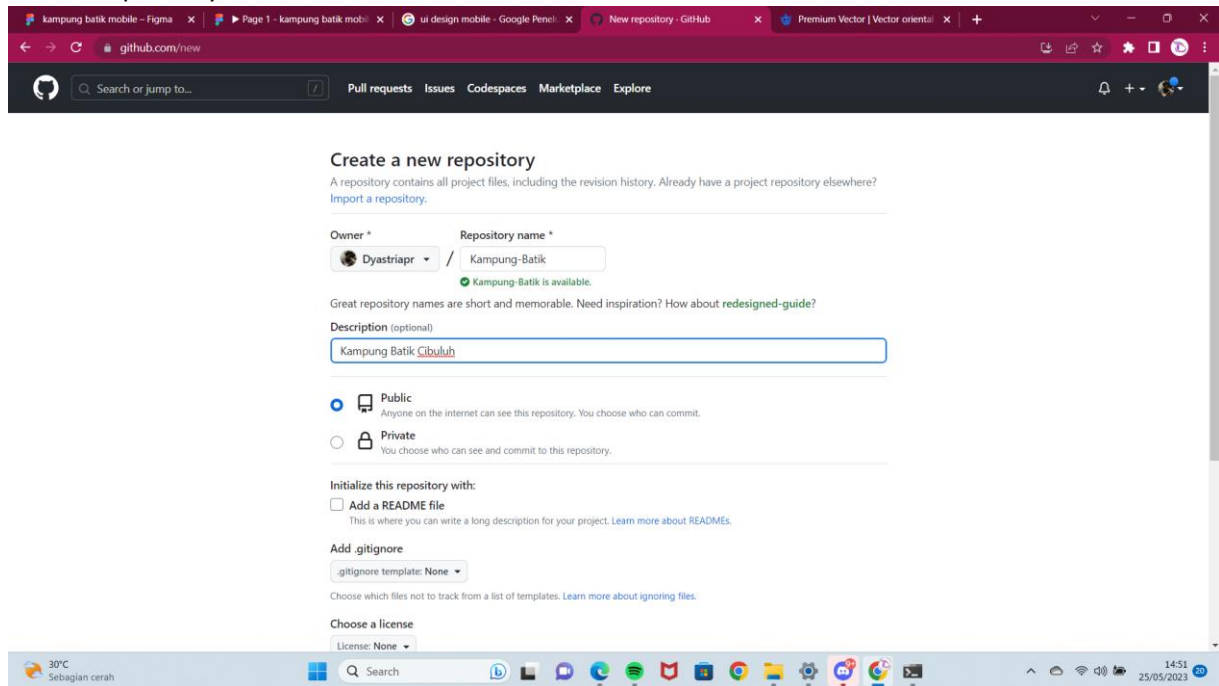 kampung batik mobile – Figma
Page 1 - kampung batik mobil
ui design mobile - Google Penelu
New repository · GitHub
Premium Vector | Vector oriental
github.com/new
Search or jump to...
/
Pull requests Issues Codespaces Marketplace Explore
Create a new repository
A repository contains all project files, including the revision history. Already have a project repository elsewhere?
Import a repository.
Owner * Repository name *
Dyastriapr / Kampung-Batik
Kampung-Batik is available.
Great repository names are short and memorable. Need inspiration? How about redesigned-guide?
Description (optional)
Kampung Batik Cibuluh
Public
Anyone on the internet can see this repository. You choose who can commit.
Private
You choose who can see and commit to this repository.
Initialize this repository with:
Add a README file
This is where you can write a long description for your project. Learn more about READMEs.
Add .gitignore
.gitignore template: None
Choose which files not to track from a list of templates. Learn more about ignoring files.
Choose a license
License: None
30°C
Sebagian cerah
Search
14:51
25/05/2023
20